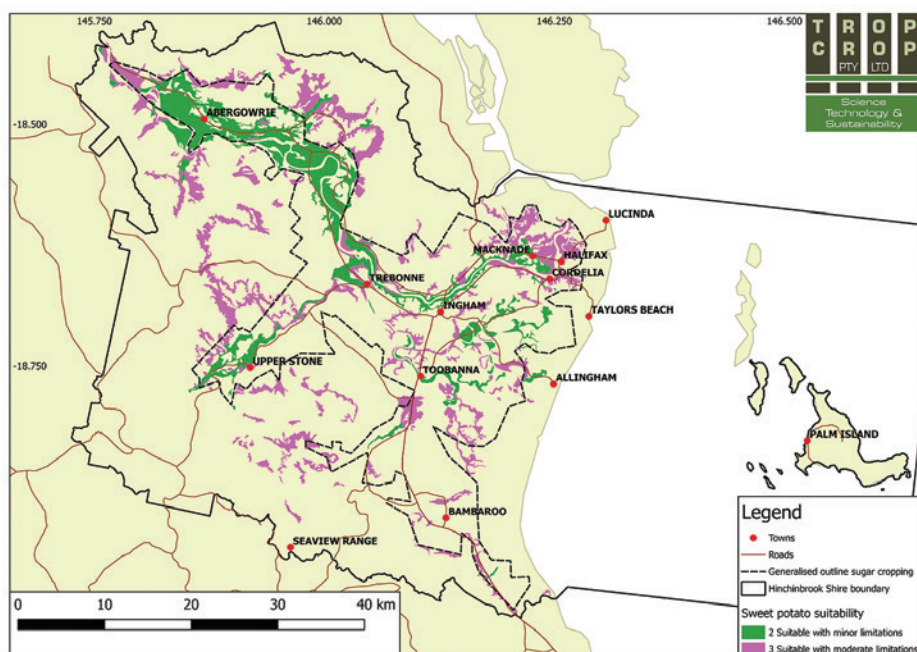 145.750
146.000
146.250
146.500
TROP
CROP
PTY LTD
Science
Technology &
Sustainability
-18.500
ABERGOWRIE
LUCINDA
MACKNADE
HALIFAX
CORDELIA
TREBONNE
INGHAM
TAYLORS BEACH
-18.750
UPPER STONE
TOOBANNA
ALLINGHAM
PALM ISLAND
BAMBAROO
SEAVIEW RANGE
Legend
Towns
Roads
Generalised outline sugar cropping
Hinchinbrook Shire boundary
Sweet potato suitability
2 Suitable with minor limitations
3 Suitable with moderate limitations
0 10 20 30 40 km